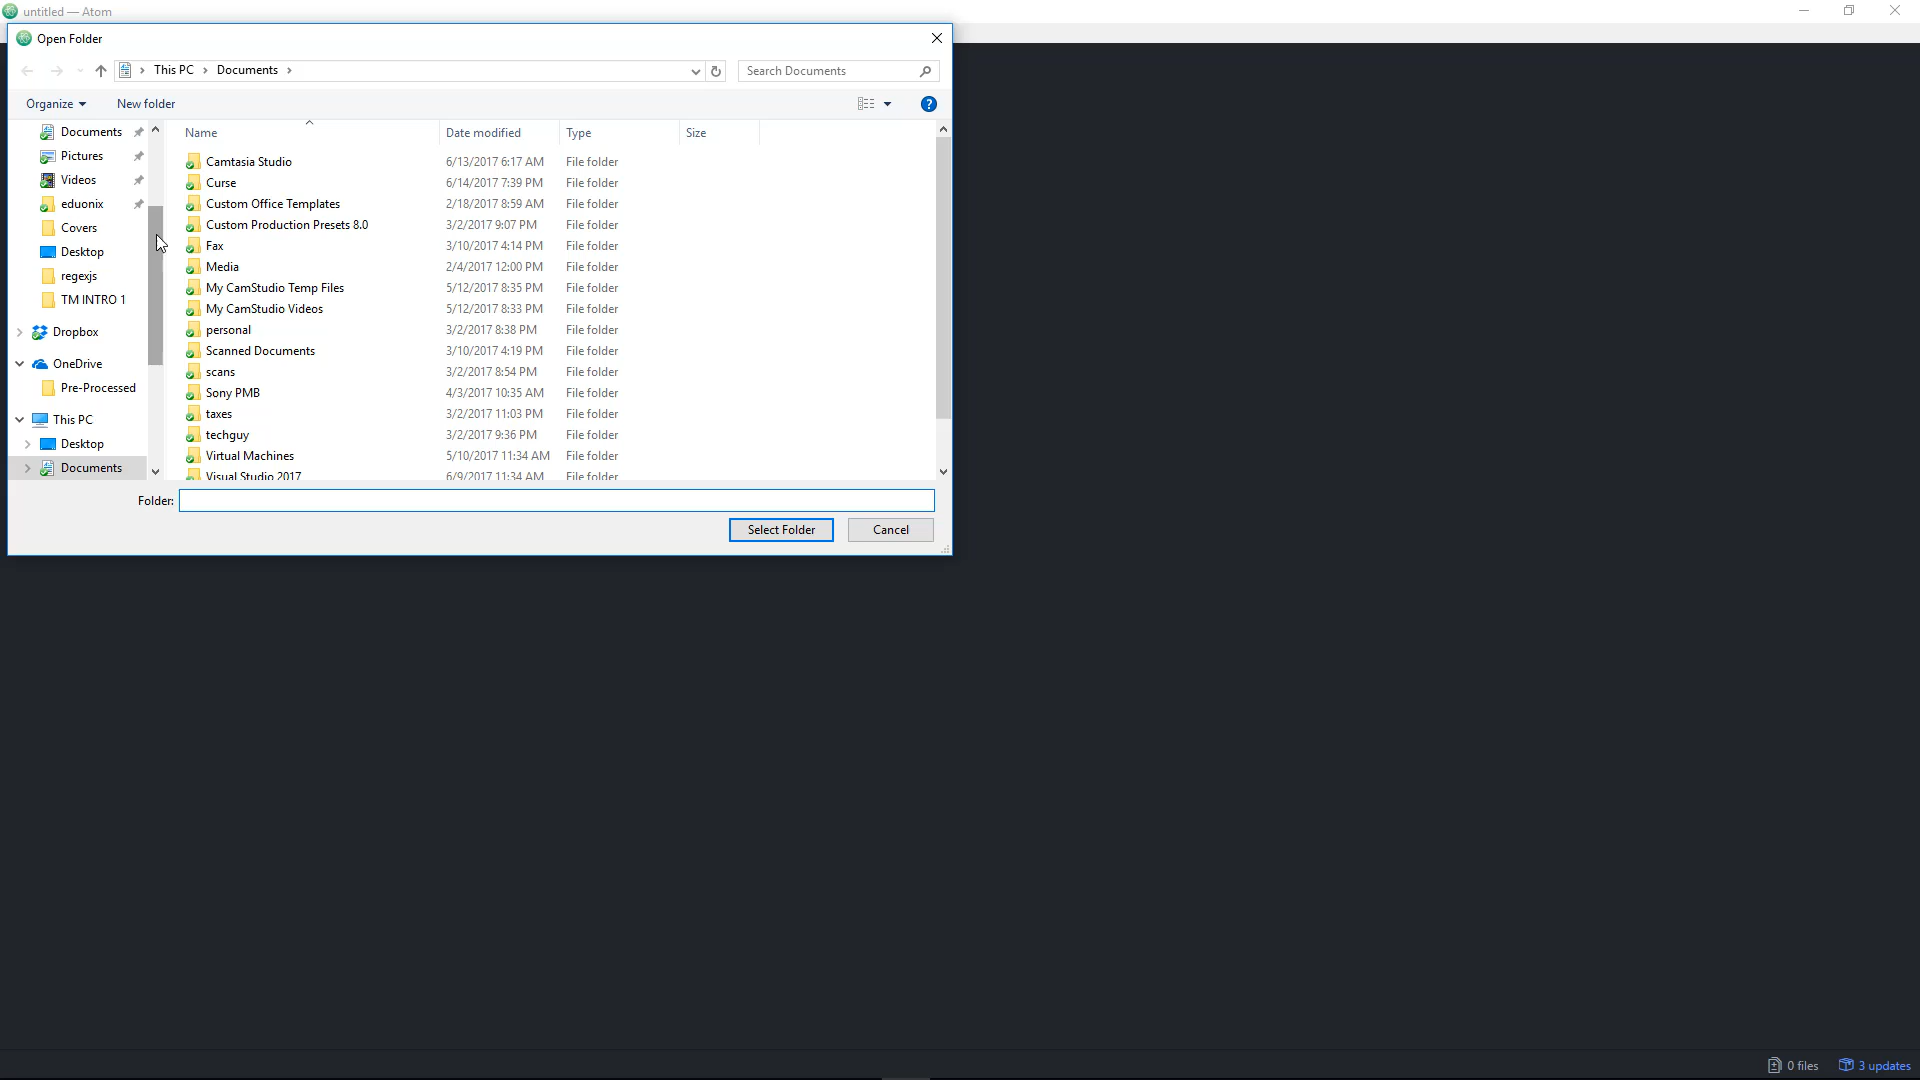 untitled — Atom
Open Folder
This PC > Documents >
Search Documents
Organize
New folder
?
Documents
Pictures
Videos
eduonix
Covers
Desktop
regexjs
TM INTRO 1
Dropbox
OneDrive
Pre-Processed
This PC
Desktop
Documents
Name Date modified Type Size
Camtasia Studio 6/13/2017 6:17 AM File folder
Curse 6/14/2017 7:39 PM File folder
Custom Office Templates 2/18/2017 8:59 AM File folder
Custom Production Presets 8.0 3/2/2017 9:07 PM File folder
Fax 3/10/2017 4:14 PM File folder
Media 2/4/2017 12:00 PM File folder
My CamStudio Temp Files 5/12/2017 8:35 PM File folder
My CamStudio Videos 5/12/2017 8:33 PM File folder
personal 3/2/2017 8:38 PM File folder
Scanned Documents 3/10/2017 4:19 PM File folder
scans 3/2/2017 8:54 PM File folder
Sony PMB 4/3/2017 10:35 AM File folder
taxes 3/2/2017 11:03 PM File folder
techguy 3/2/2017 9:36 PM File folder
Virtual Machines 5/10/2017 11:34 AM File folder
Visual Studio 2017 6/9/2017 11:34 AM File folder
Folder:
Select Folder Cancel
0 files 3 updates